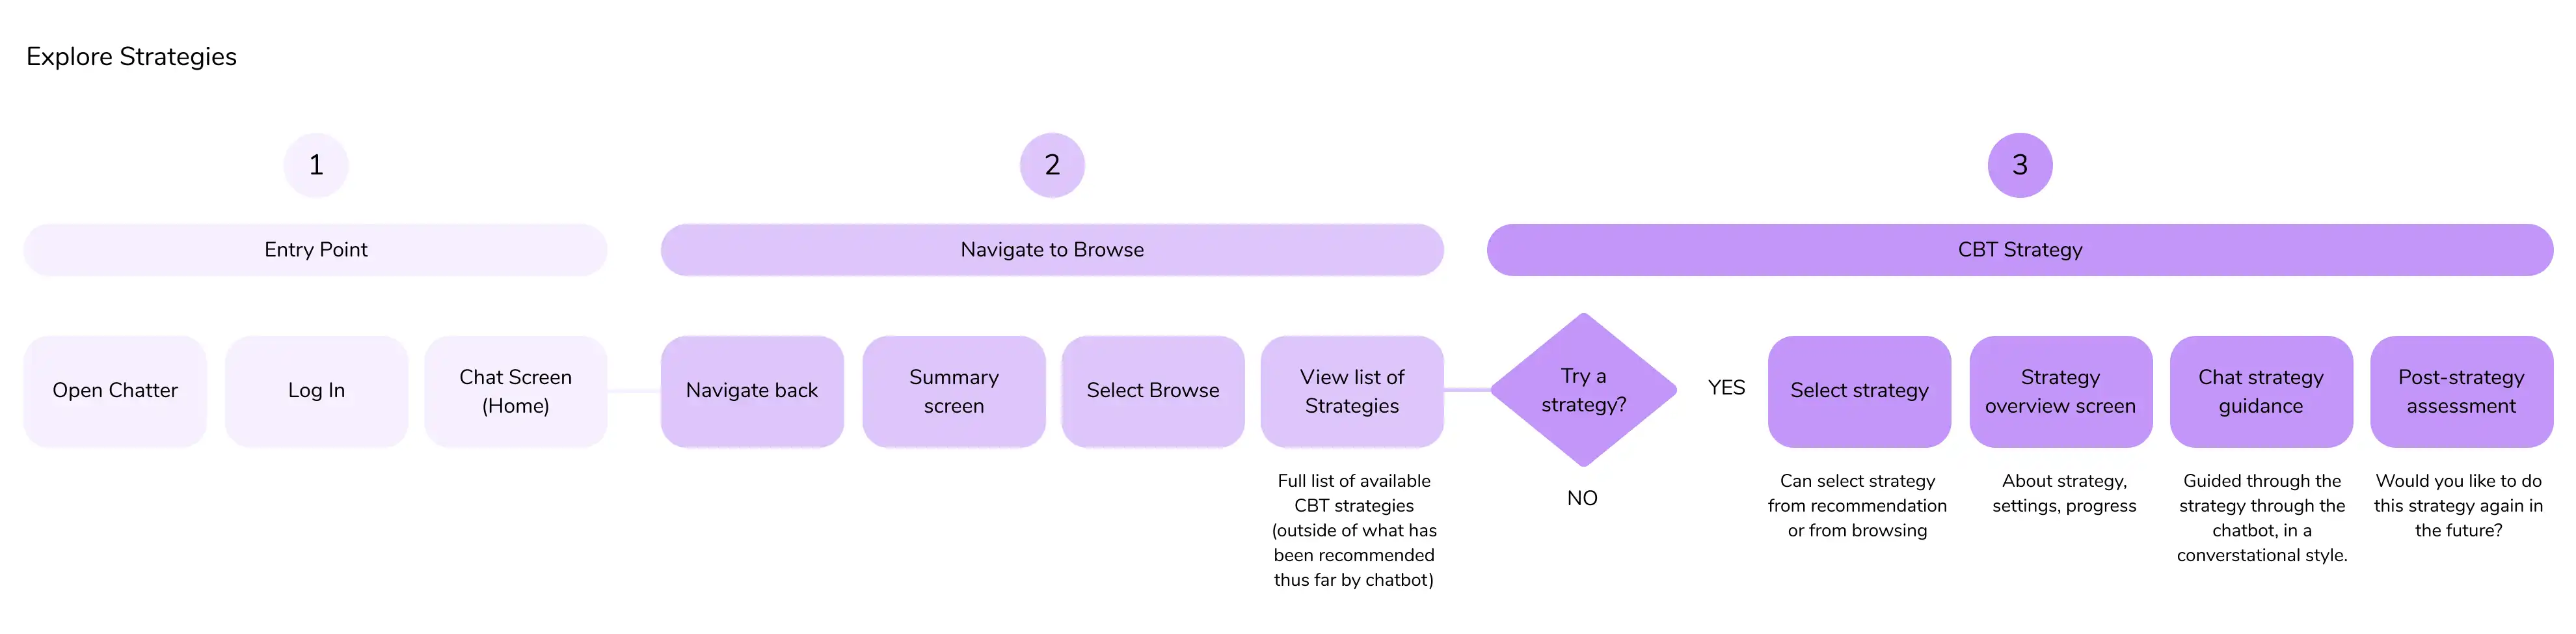 Explore Strategies
1
2
3
Entry Point
Navigate to Browse
CBT Strategy
Open Chatter
Log In
Chat Screen
(Home)
Navigate back
Summary
screen
Select Browse
View list of
Strategies
Full list of available
CBT strategies
(outside of what has
been recommended
thus far by chatbot)
Try a
strategy?
YES
NO
Select strategy
Can select strategy
from recommendation
or from browsing
Strategy
overview screen
About strategy,
settings, progress
Chat strategy
guidance
Guided through the
strategy through the
chatbot, in a
converstational style.
Post-strategy
assessment
Would you like to do
this strategy again in
the future?